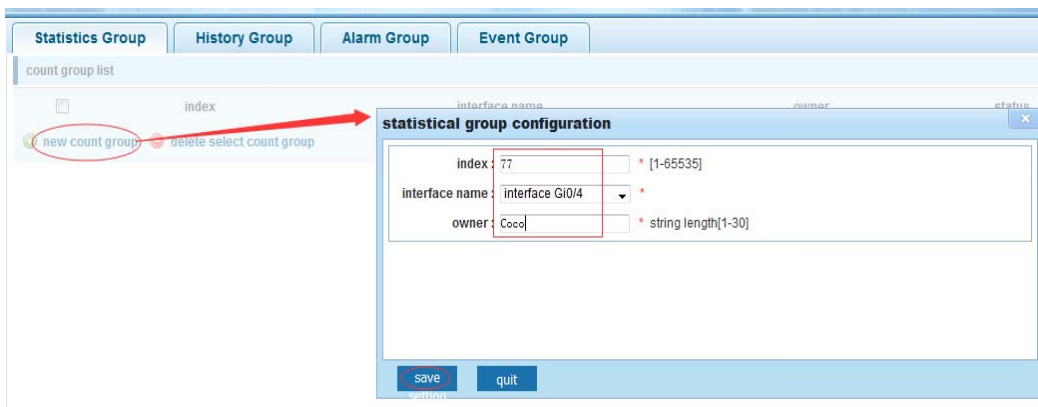 Statistics Group History Group Alarm Group Event Group
count group list
index interface name owner status
new count group delete select count group
statistical group configuration
index : 77 * [1-65535]
interface name : interface Gi0/4 *
owner : Coco * string length[1-30]
save quit
setting